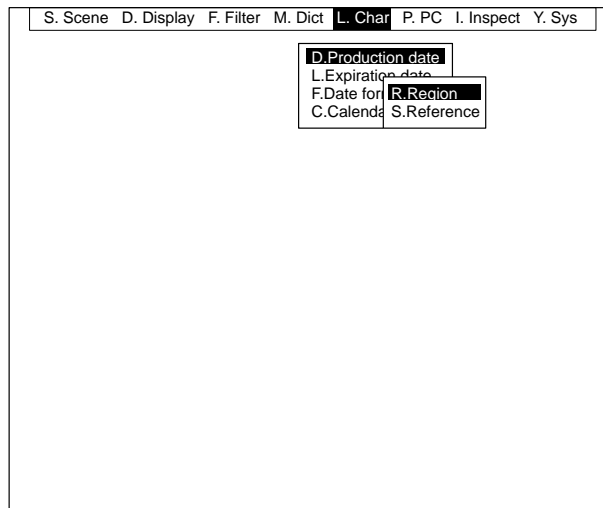 S. Scene D. Display F. Filter M. Dict L. Char P. PC I. Inspect Y. Sys
D.Production date
L.Expiration date
F.Date for
R.Region
C.Calenda
S.Reference